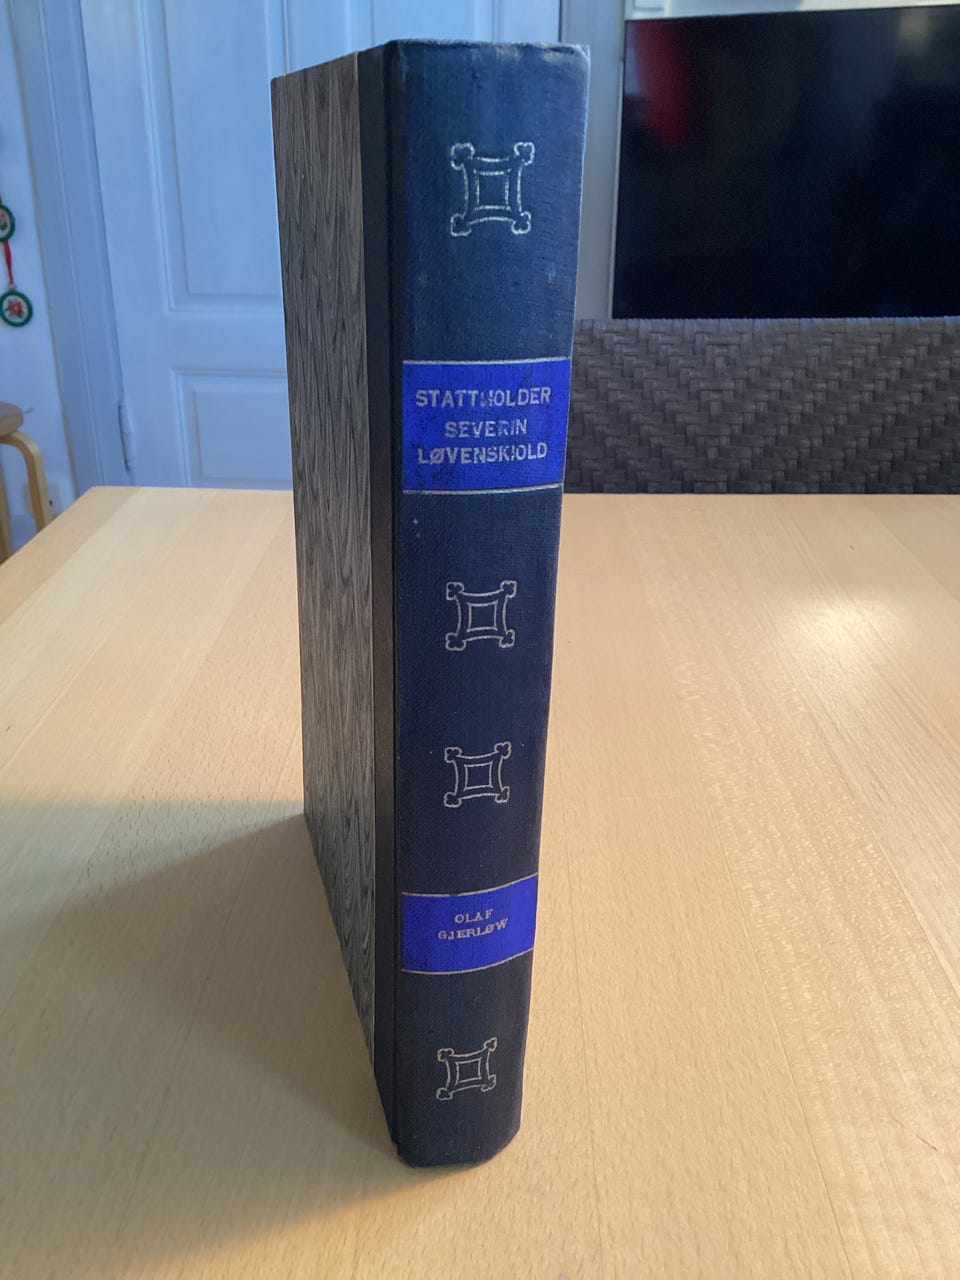 STATTHOLDER
SEVERIN
LØVENSKIOLD
OLAF
GJERLØW